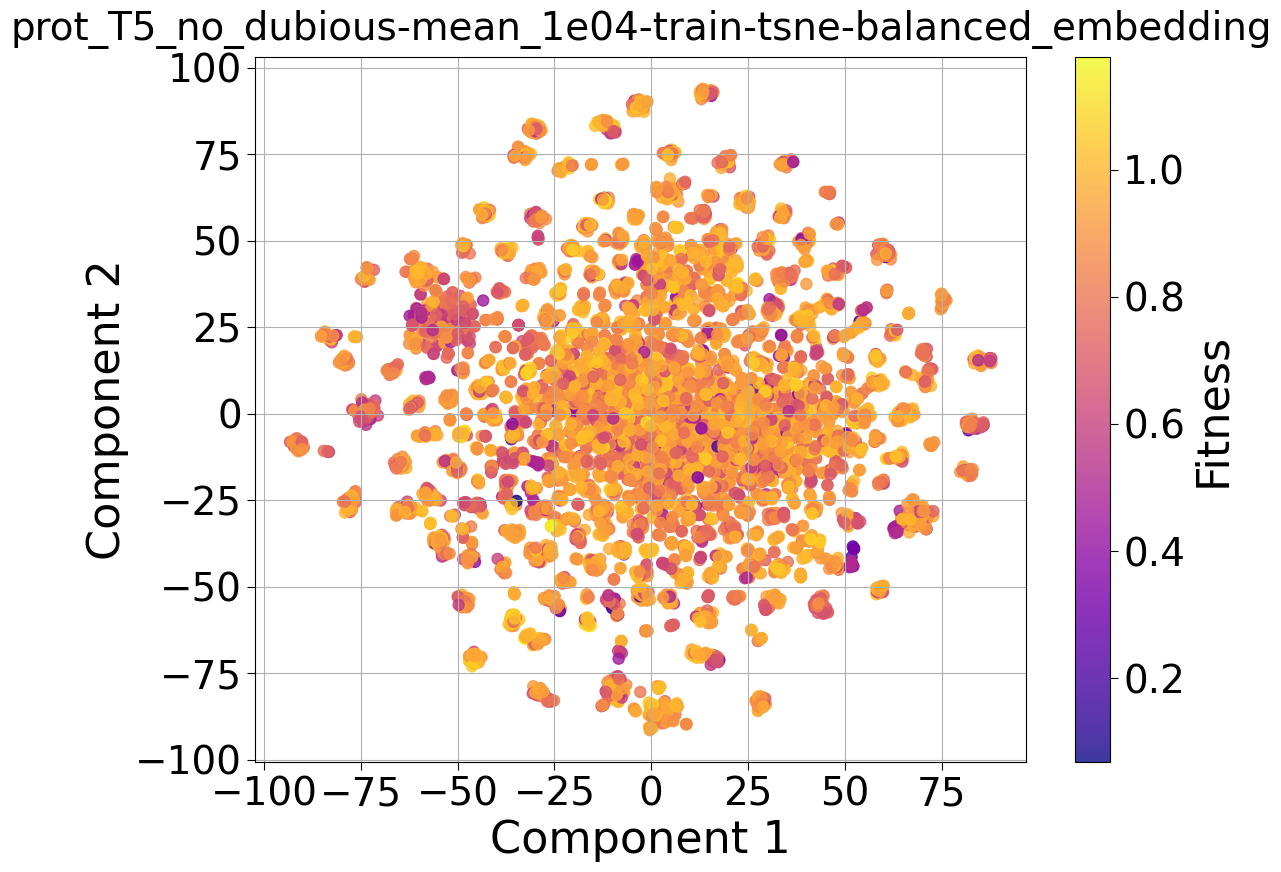 prot_T5_no_dubious-mean_1e04-train-tsne-balanced_embedding
100
75
50
25
0
−25
−50
−75
−100
Component 2
−100 −75 −50 −25 0 25 50 75
Component 1
1.0
0.8
0.6
0.4
0.2
Fitness